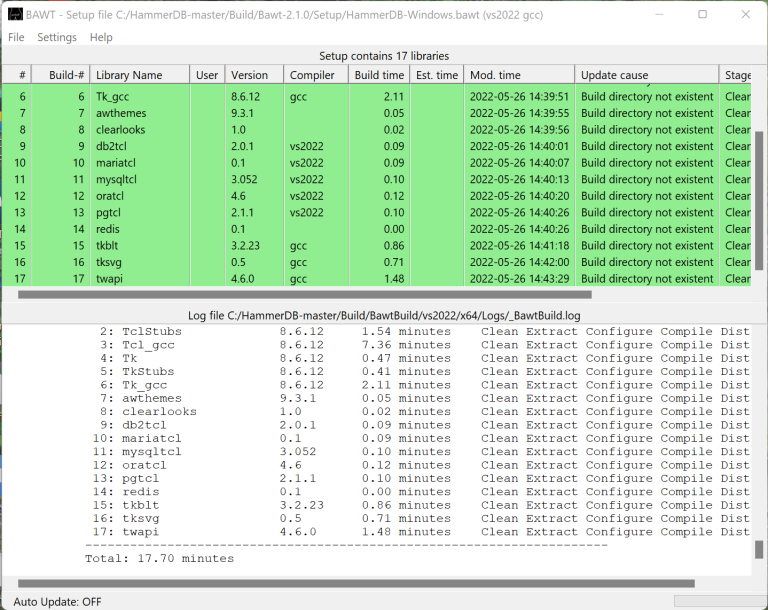 BAWT - Setup file C:/HammerDB-master/Build/Bawt-2.1.0/Setup/HammerDB-Windows.bawt (vs2022 gcc)
File Settings Help
Setup contains 17 libraries
# Build-# Library Name User Version Compiler Build time Est. time Mod. time Update cause Stage
6 6 Tk_gcc 8.6.12 gcc 2.11 2022-05-26 14:39:51 Build directory not existent Clear
7 7 awthemes 9.3.1 0.05 2022-05-26 14:39:55 Build directory not existent Clear
8 8 clearlooks 1.0 0.02 2022-05-26 14:39:56 Build directory not existent Clear
9 9 db2tcl 2.0.1 vs2022 0.09 2022-05-26 14:40:01 Build directory not existent Clear
10 10 mariatcl 0.1 vs2022 0.09 2022-05-26 14:40:07 Build directory not existent Clear
11 11 mysqltcl 3.052 vs2022 0.10 2022-05-26 14:40:13 Build directory not existent Clear
12 12 oratcl 4.6 vs2022 0.12 2022-05-26 14:40:20 Build directory not existent Clear
13 13 pgtcl 2.1.1 vs2022 0.10 2022-05-26 14:40:26 Build directory not existent Clear
14 14 redis 0.1 0.00 2022-05-26 14:40:26 Build directory not existent Clear
15 15 tkblt 3.2.23 gcc 0.86 2022-05-26 14:41:18 Build directory not existent Clear
16 16 tksvg 0.5 gcc 0.71 2022-05-26 14:42:00 Build directory not existent Clear
17 17 twapi 4.6.0 gcc 1.48 2022-05-26 14:43:29 Build directory not existent Clear
Log file C:/HammerDB-master/Build/BawtBuild/vs2022/x64/Logs/_BawtBuild.log
2: TclStubs 8.6.12 1.54 minutes Clean Extract Configure Compile Dist
3: Tcl_gcc 8.6.12 7.36 minutes Clean Extract Configure Compile Dist
4: Tk 8.6.12 0.47 minutes Clean Extract Configure Compile Dist
5: TkStubs 8.6.12 0.41 minutes Clean Extract Configure Compile Dist
6: Tk_gcc 8.6.12 2.11 minutes Clean Extract Configure Compile Dist
7: awthemes 9.3.1 0.05 minutes Clean Extract Configure Compile Dist
8: clearlooks 1.0 0.02 minutes Clean Extract Configure Compile Dist
9: db2tcl 2.0.1 0.09 minutes Clean Extract Configure Compile Dist
10: mariatcl 0.1 0.09 minutes Clean Extract Configure Compile Dist
11: mysqltcl 3.052 0.10 minutes Clean Extract Configure Compile Dist
12: oratcl 4.6 0.12 minutes Clean Extract Configure Compile Dist
13: pgtcl 2.1.1 0.10 minutes Clean Extract Configure Compile Dist
14: redis 0.1 0.00 minutes Clean Extract Configure Compile Dist
15: tkblt 3.2.23 0.86 minutes Clean Extract Configure Compile Dist
16: tksvg 0.5 0.71 minutes Clean Extract Configure Compile Dist
17: twapi 4.6.0 1.48 minutes Clean Extract Configure Compile Dist
----------------------------------------------------------------------
Total: 17.70 minutes
Auto Update: OFF